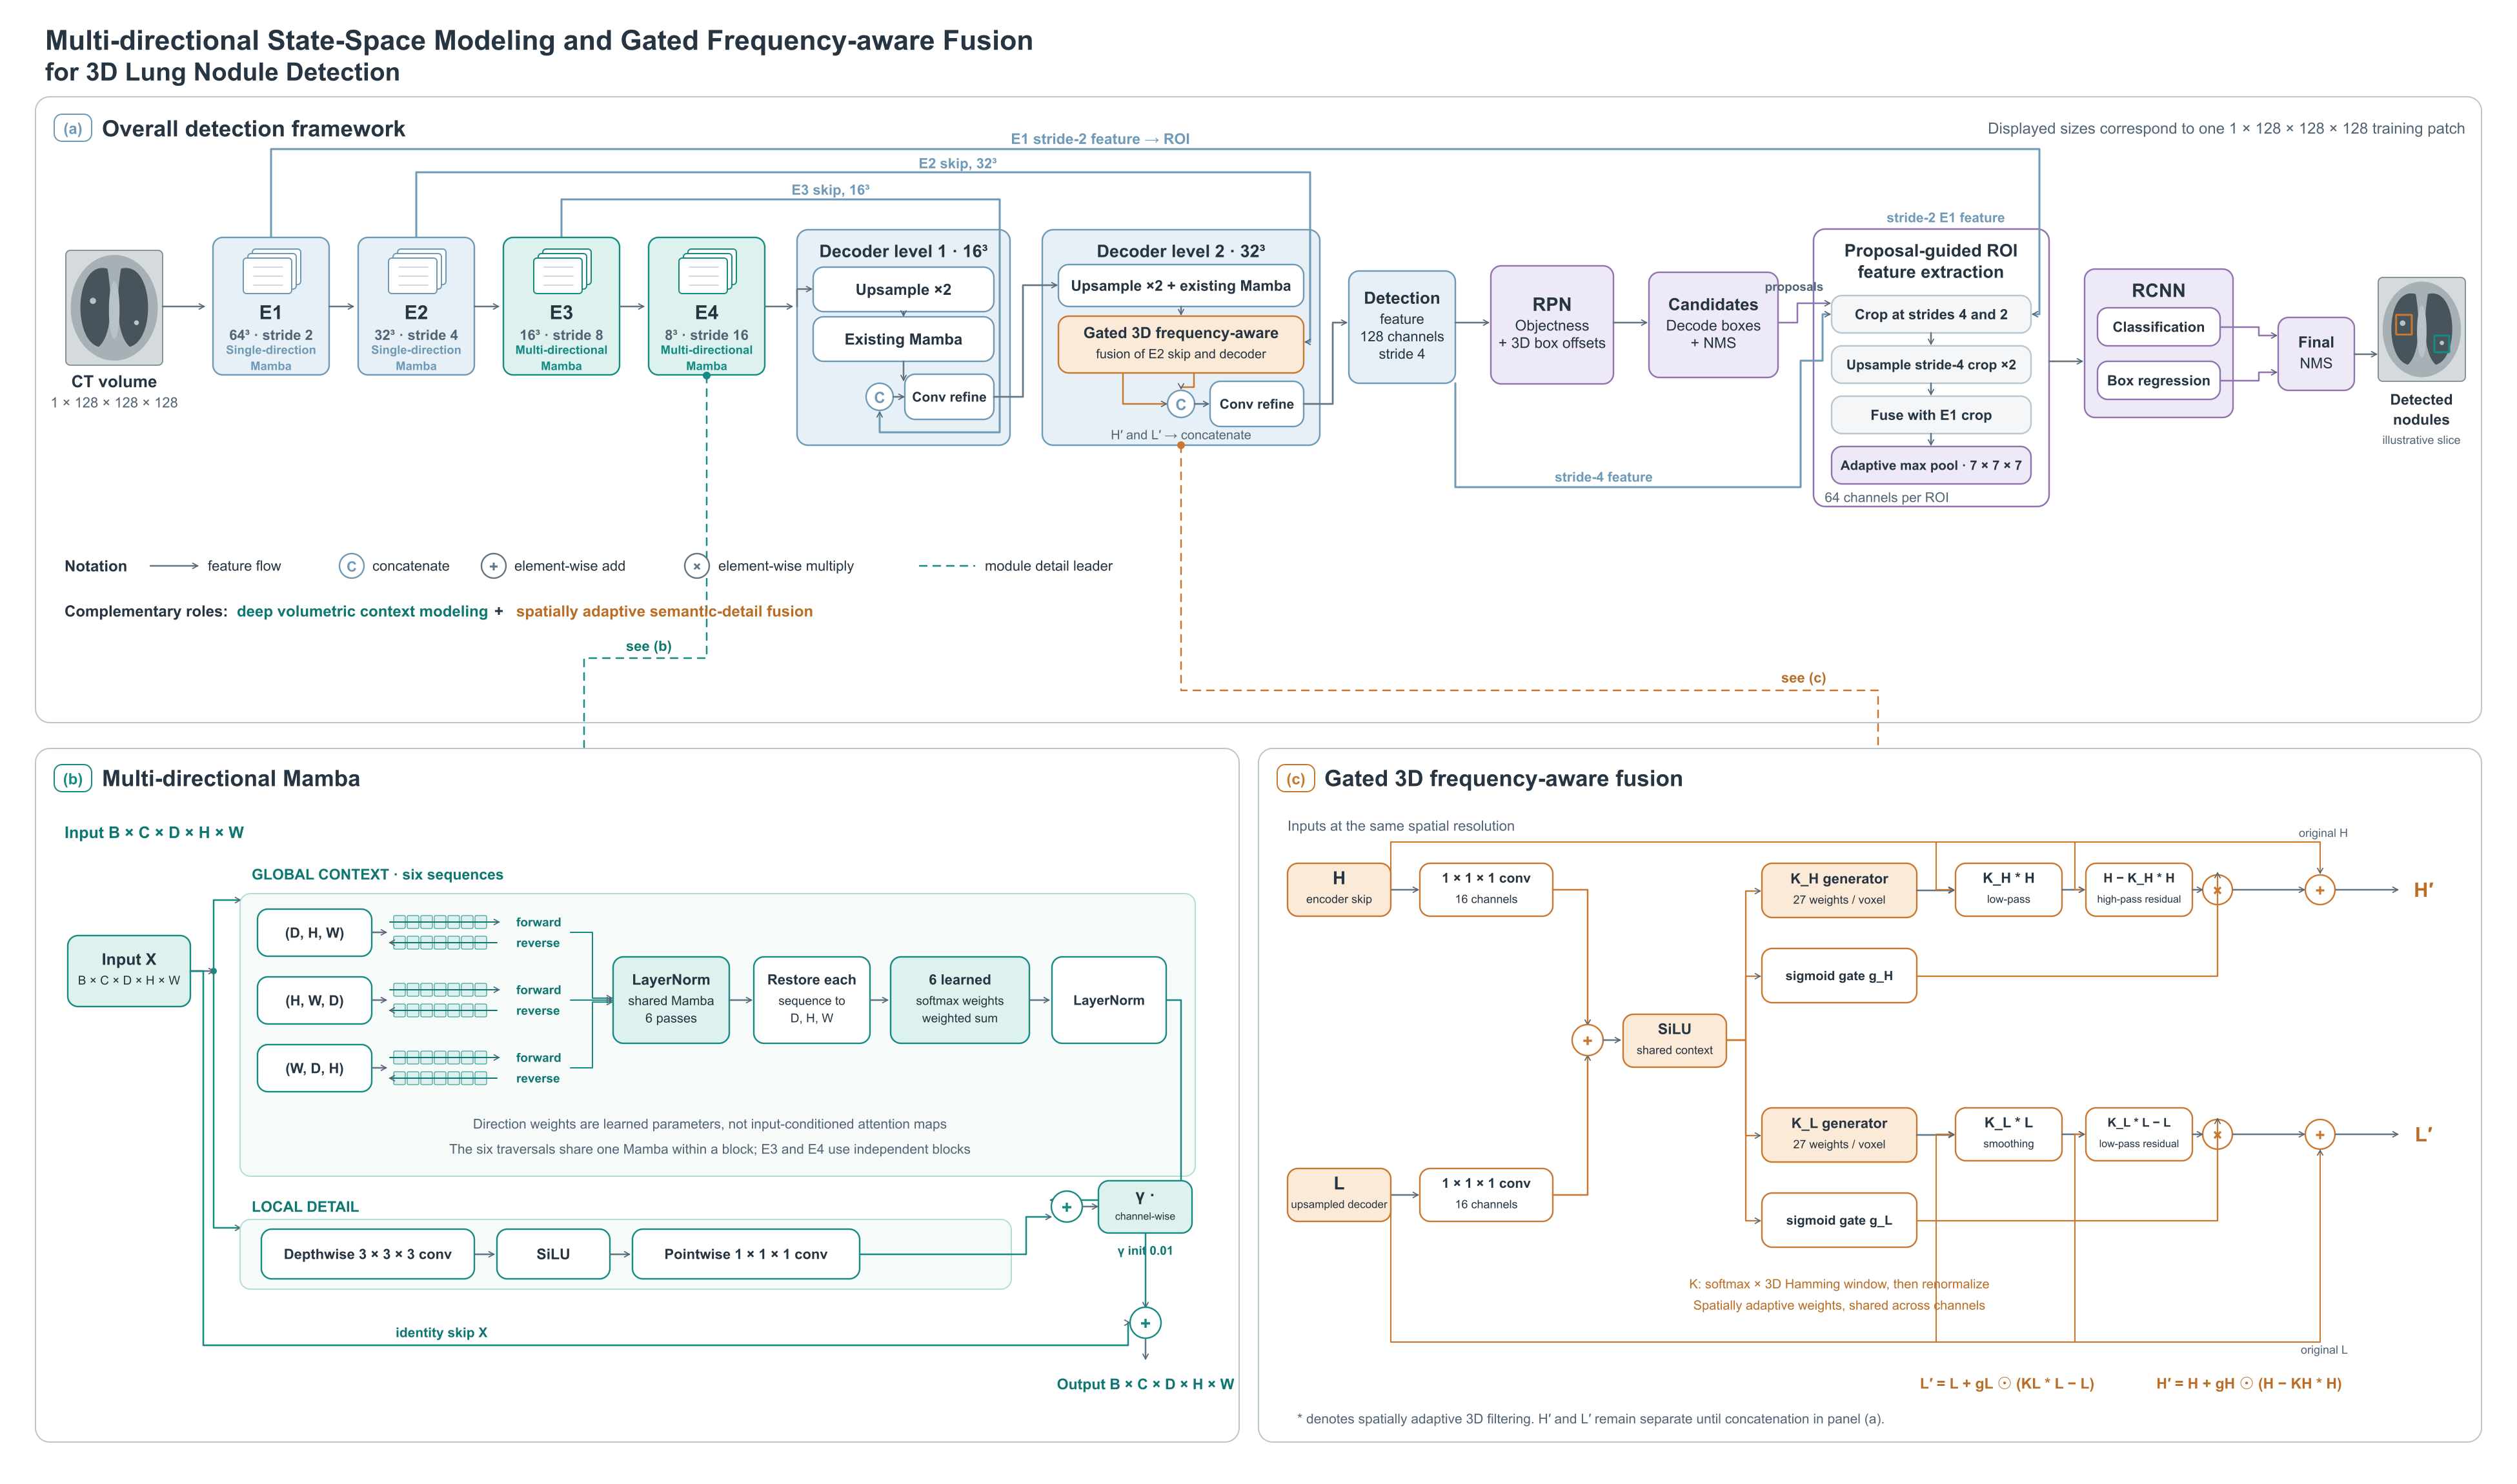 Multi-directional State-Space Modeling and Gated Frequency-aware Fusion
for 3D Lung Nodule Detection
(a) Overall detection framework
Displayed sizes correspond to one 1 × 128 × 128 × 128 training patch
E1 stride-2 feature → ROI
E2 skip, 32³
E3 skip, 16³
CT volume
1 × 128 × 128 × 128
E1
64³ · stride 2
Single-direction
Mamba
E2
32³ · stride 4
Single-direction
Mamba
E3
16³ · stride 8
Multi-directional
Mamba
E4
8³ · stride 16
Multi-directional
Mamba
Decoder level 1 · 16³
Upsample ×2
Existing Mamba
C
Conv refine
Decoder level 2 · 32³
Upsample ×2 + existing Mamba
Gated 3D frequency-aware
fusion of E2 skip and decoder
C
Conv refine
H′ and L′ → concatenate
Detection
feature
128 channels
stride 4
RPN
Objectness
+ 3D box offsets
Candidates
Decode boxes
+ NMS
proposals
stride-4 feature
stride-2 E1 feature
Proposal-guided ROI
feature extraction
Crop at strides 4 and 2
Upsample stride-4 crop ×2
Fuse with E1 crop
Adaptive max pool · 7 × 7 × 7
64 channels per ROI
RCNN
Classification
Box regression
Final
NMS
Detected
nodules
illustrative slice
Notation
feature flow
C concatenate
+ element-wise add
× element-wise multiply
module detail leader
Complementary roles: deep volumetric context modeling + spatially adaptive semantic-detail fusion
see (b)
see (c)
(b) Multi-directional Mamba
Input B × C × D × H × W
GLOBAL CONTEXT · six sequences
Input X
B × C × D × H × W
(D, H, W)
forward
reverse
(H, W, D)
forward
reverse
(W, D, H)
forward
reverse
LayerNorm
shared Mamba
6 passes
Restore each
sequence to
D, H, W
6 learned
softmax weights
weighted sum
LayerNorm
Direction weights are learned parameters, not input-conditioned attention maps
The six traversals share one Mamba within a block; E3 and E4 use independent blocks
LOCAL DETAIL
Depthwise 3 × 3 × 3 conv
SiLU
Pointwise 1 × 1 × 1 conv
+
γ ·
channel-wise
γ init 0.01
+
identity skip X
Output B × C × D × H × W
(c) Gated 3D frequency-aware fusion
Inputs at the same spatial resolution
original H
H
encoder skip
1 × 1 × 1 conv
16 channels
K_H generator
27 weights / voxel
K_H * H
low-pass
H − K_H * H
high-pass residual
×
+
H′
sigmoid gate g_H
+
SiLU
shared context
L
upsampled decoder
1 × 1 × 1 conv
16 channels
K_L generator
27 weights / voxel
K_L * L
smoothing
K_L * L − L
low-pass residual
×
+
L′
sigmoid gate g_L
K: softmax × 3D Hamming window, then renormalize
Spatially adaptive weights, shared across channels
original L
L′ = L + gL ⊙ (KL * L − L)
H′ = H + gH ⊙ (H − KH * H)
* denotes spatially adaptive 3D filtering. H′ and L′ remain separate until concatenation in panel (a).